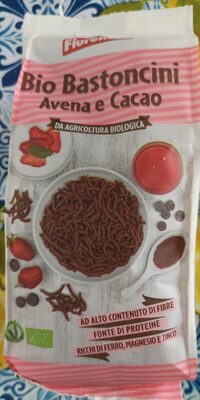 Bio Bastoncini
Avena e Cacao
DA AGRICOLTURA BIOLOGICA
AD ALTO CONTENUTO DI FIBRE
FONTE DI PROTEINE
RICCHI DI FERRO, MAGNESIO E ZINCO